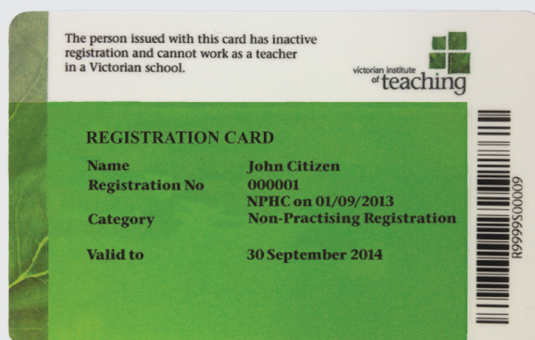 The person issued with this card has inactive
registration and cannot work as a teacher
in a Victorian school.
victorian institute
of teaching
REGISTRATION CARD
Name John Citizen
Registration No 000001
NPHC on 01/09/2013
Category Non-Practising Registration
Valid to 30 September 2014
R9999S00009